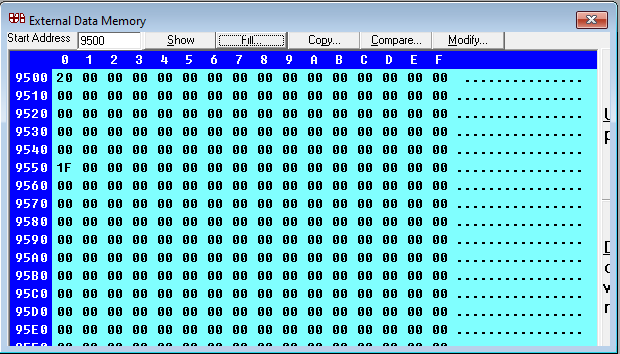 External Data Memory
Start Address 9500 Show Fill... Copy... Compare... Modify...
0 1 2 3 4 5 6 7 8 9 A B C D E F
9500 20 00 00 00 00 00 00 00 00 00 00 00 00 00 00 00 ...............
9510 00 00 00 00 00 00 00 00 00 00 00 00 00 00 00 00 ................
9520 00 00 00 00 00 00 00 00 00 00 00 00 00 00 00 00 ................
9530 00 00 00 00 00 00 00 00 00 00 00 00 00 00 00 00 ................
9540 00 00 00 00 00 00 00 00 00 00 00 00 00 00 00 00 ................
9550 1F 00 00 00 00 00 00 00 00 00 00 00 00 00 00 00 ................
9560 00 00 00 00 00 00 00 00 00 00 00 00 00 00 00 00 ................
9570 00 00 00 00 00 00 00 00 00 00 00 00 00 00 00 00 ................
9580 00 00 00 00 00 00 00 00 00 00 00 00 00 00 00 00 ................
9590 00 00 00 00 00 00 00 00 00 00 00 00 00 00 00 00 ................
95A0 00 00 00 00 00 00 00 00 00 00 00 00 00 00 00 00 ................
95B0 00 00 00 00 00 00 00 00 00 00 00 00 00 00 00 00 ................
95C0 00 00 00 00 00 00 00 00 00 00 00 00 00 00 00 00 ................
95D0 00 00 00 00 00 00 00 00 00 00 00 00 00 00 00 00 ................
95E0 00 00 00 00 00 00 00 00 00 00 00 00 00 00 00 00 ................